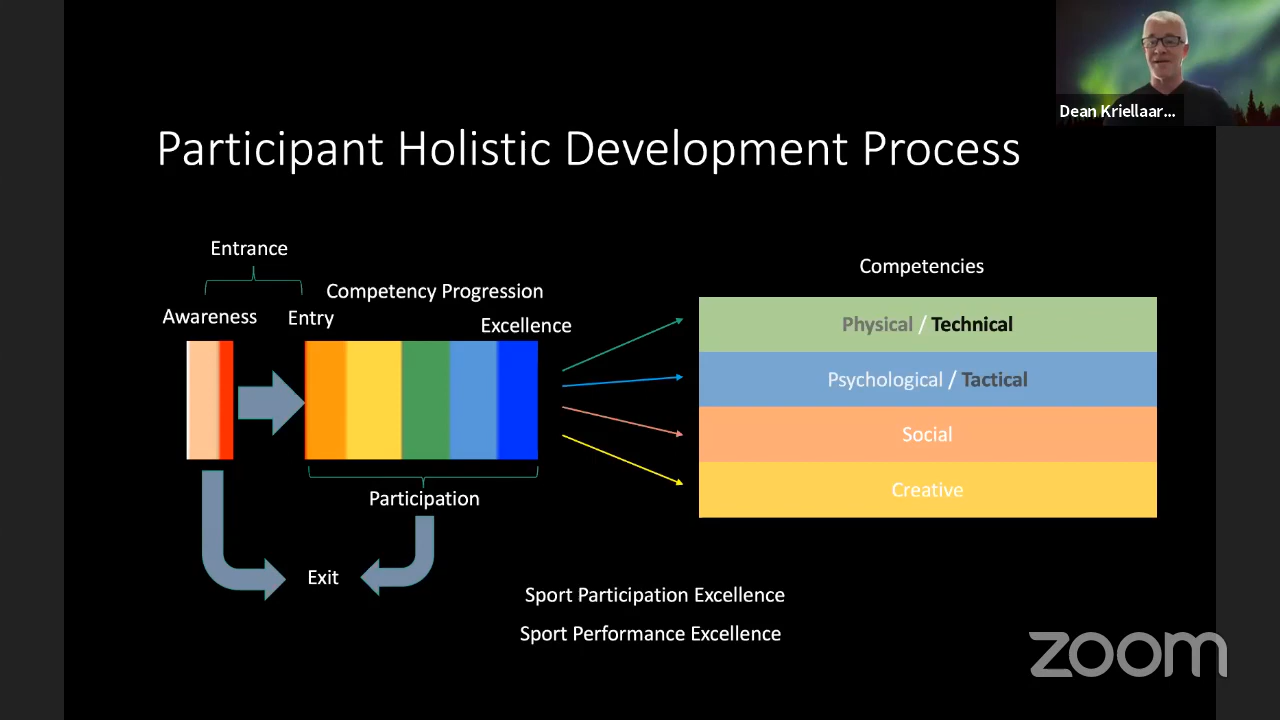 Dean Kriellaar...
Participant Holistic Development Process
Entrance
Competencies
Competency Progression
Awareness
Entry
Excellence
Physical / Technical
Psychological / Tactical
Social
Creative
Participation
Exit
Sport Participation Excellence
Sport Performance Excellence
zoom